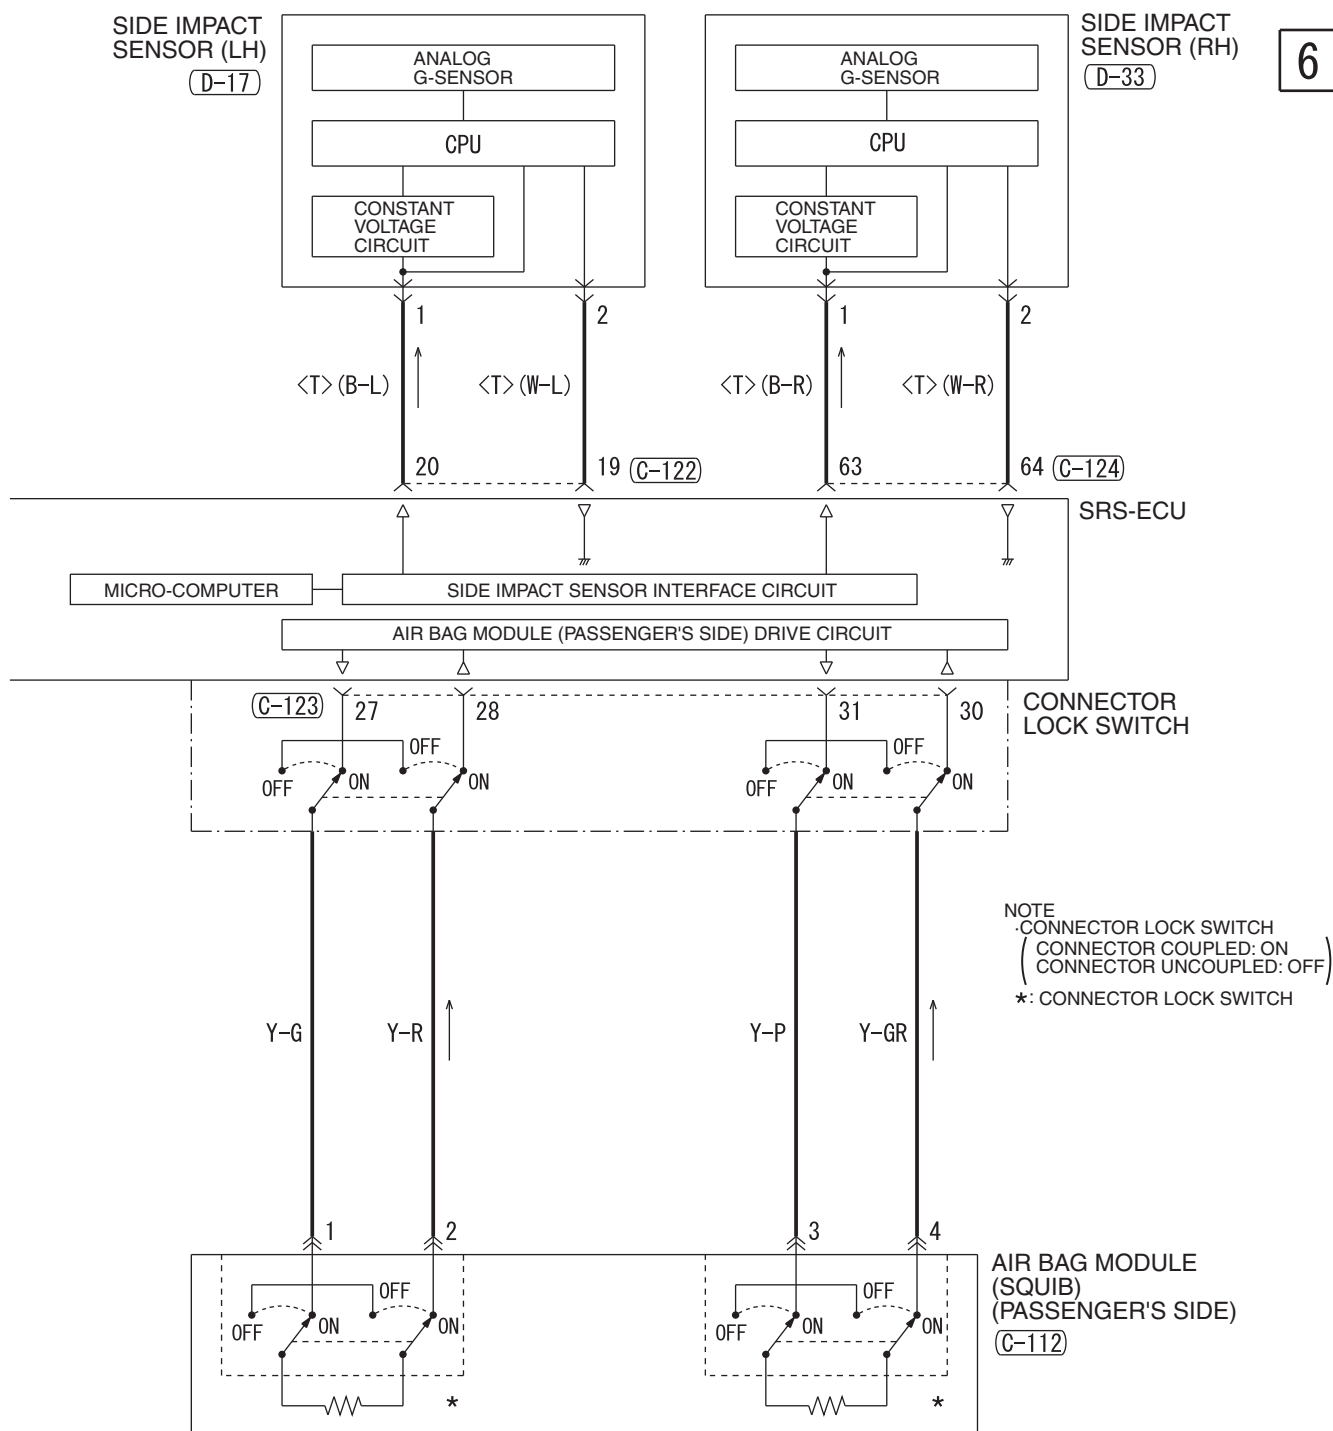 SIDE IMPACT
SENSOR (LH)
D-17
ANALOG
G-SENSOR
CPU
CONSTANT
VOLTAGE
CIRCUIT
SIDE IMPACT
SENSOR (RH)
D-33
ANALOG
G-SENSOR
CPU
CONSTANT
VOLTAGE
CIRCUIT
6
1
2
1
2
<T>(B-L)
<T>(W-L)
<T>(B-R)
<T>(W-R)
20
19
C-122
63
64
C-124
SRS-ECU
MICRO-COMPUTER
SIDE IMPACT SENSOR INTERFACE CIRCUIT
AIR BAG MODULE (PASSENGER'S SIDE) DRIVE CIRCUIT
C-123
27
28
31
30
CONNECTOR
LOCK SWITCH
OFF
OFF
OFF
ON
ON
OFF
ON
ON
NOTE
·CONNECTOR LOCK SWITCH
(CONNECTOR COUPLED: ON
CONNECTOR UNCOUPLED: OFF)
*: CONNECTOR LOCK SWITCH
Y-G
Y-R
Y-P
Y-GR
1
2
3
4
AIR BAG MODULE
(SQUIB)
(PASSENGER'S SIDE)
C-112
OFF
OFF
OFF
ON
ON
OFF
ON
ON
*
*